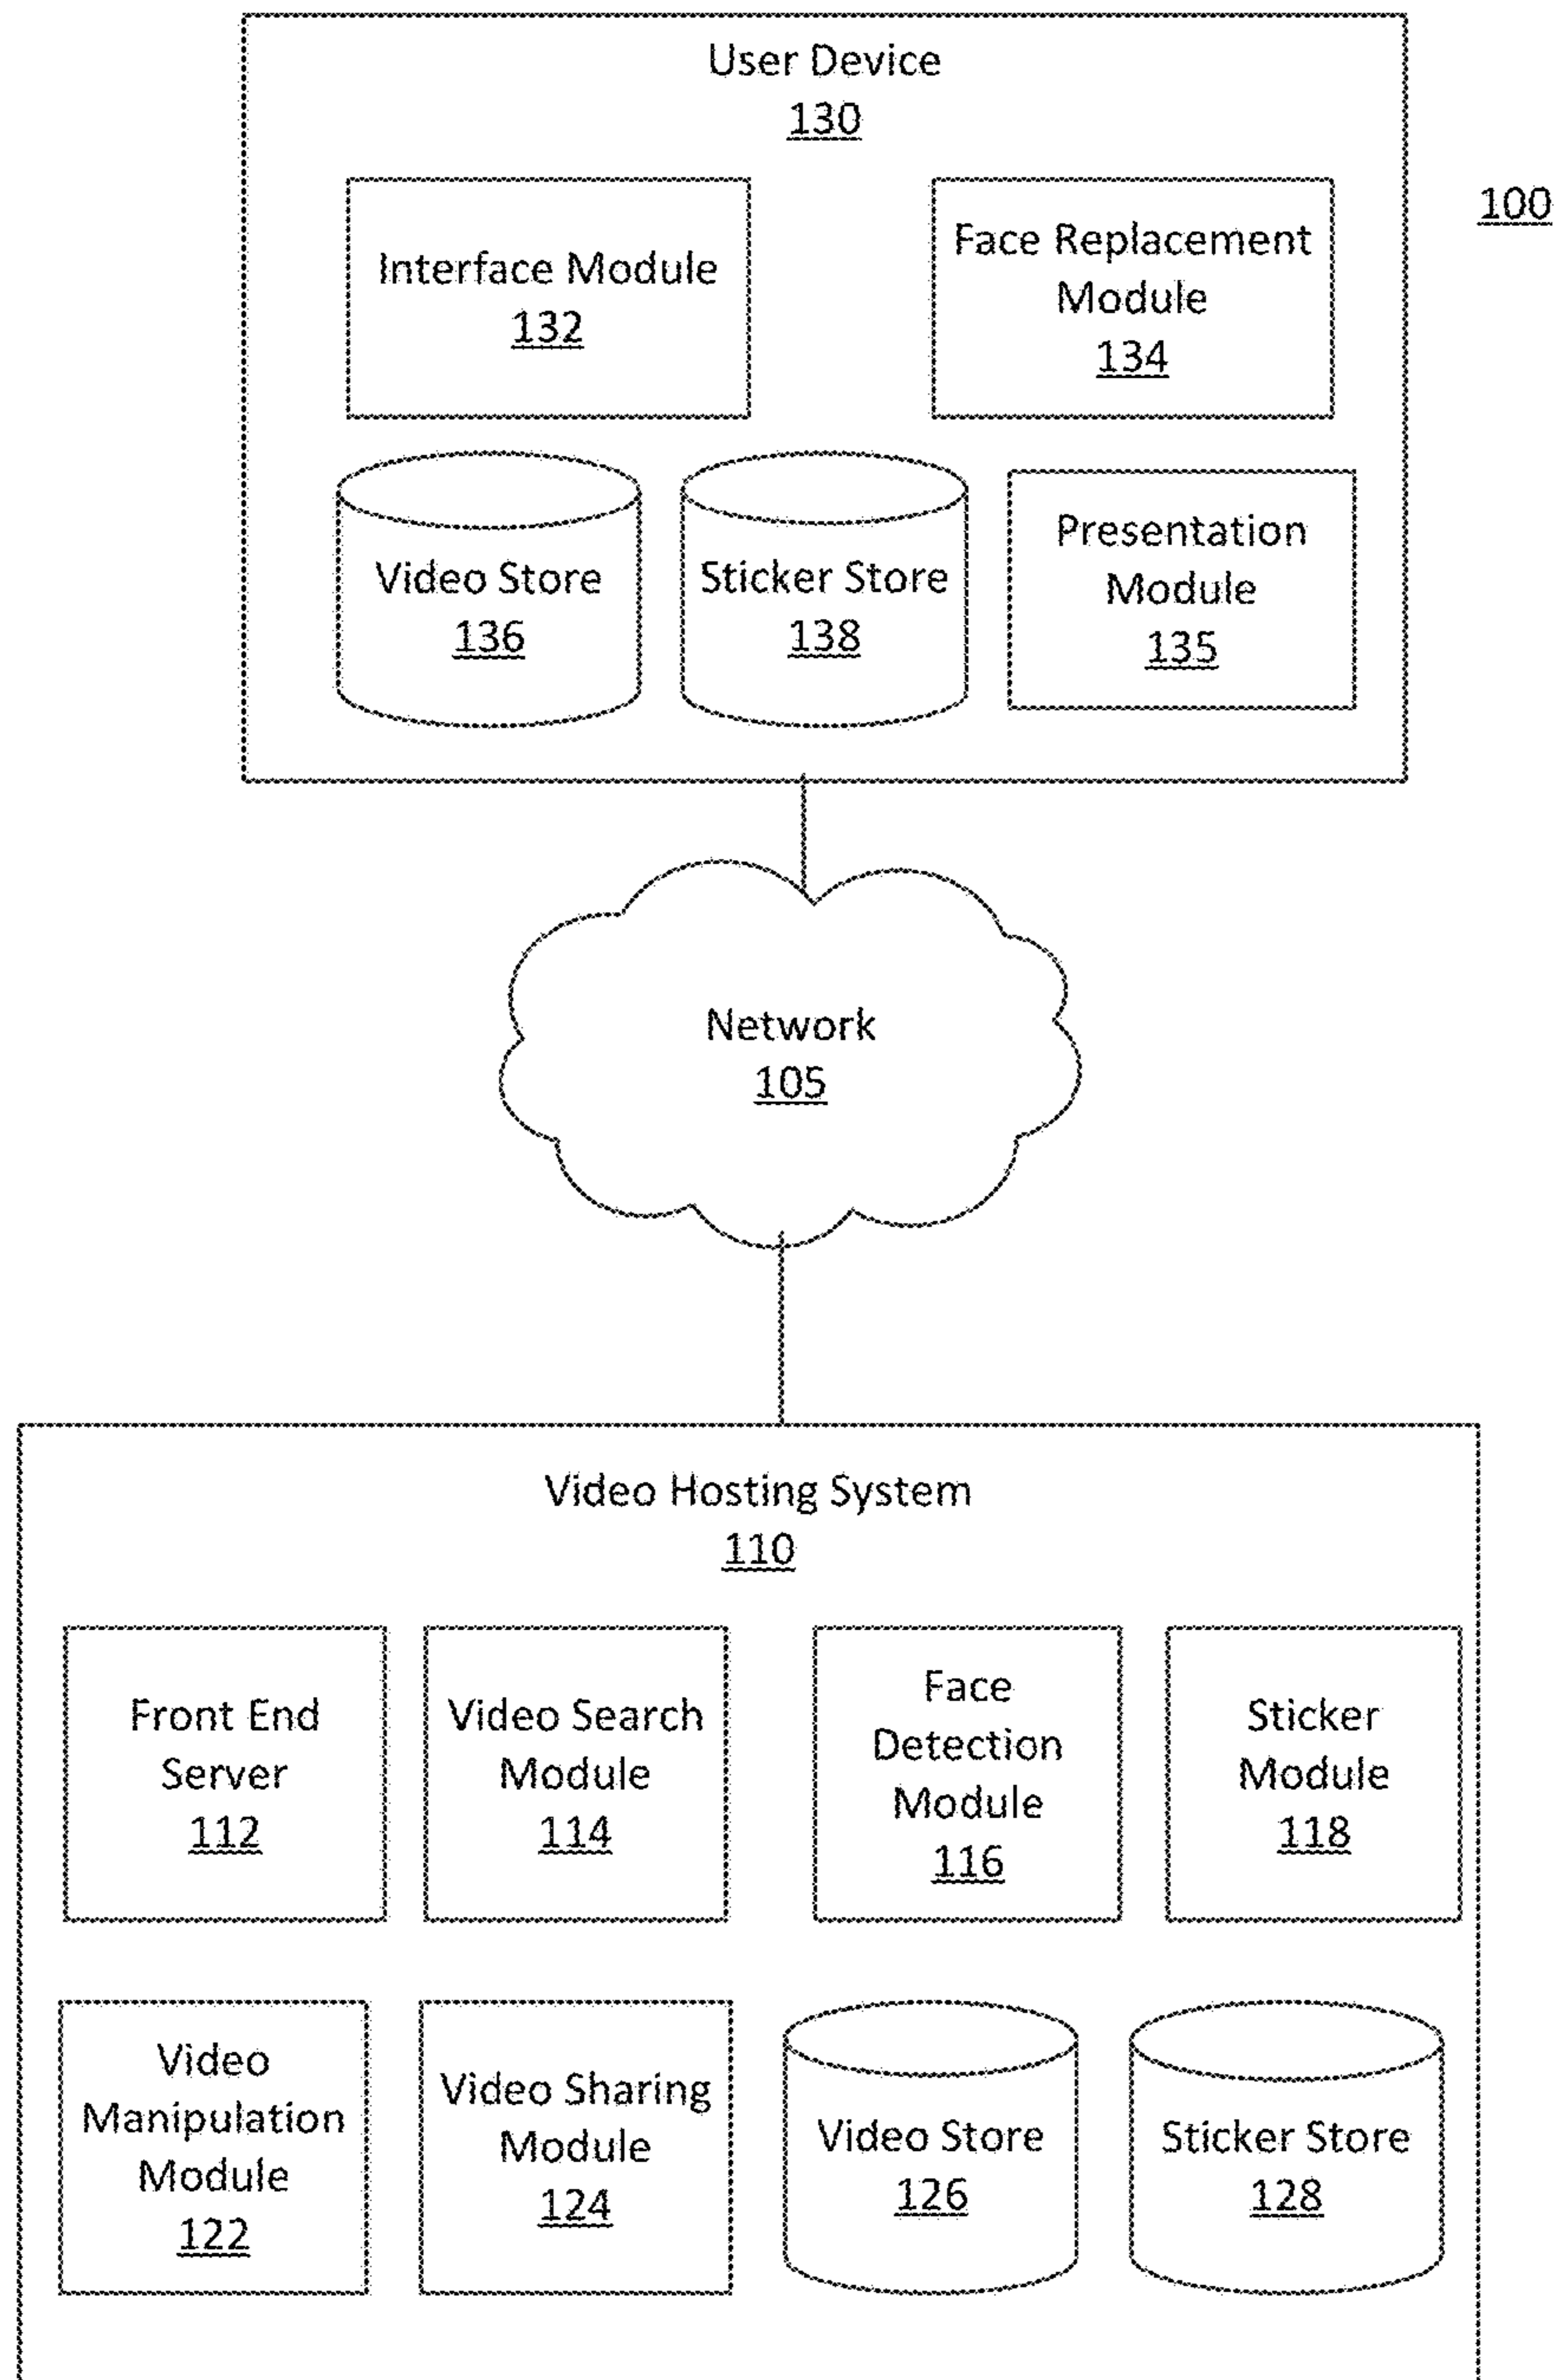 User Device
130
100
Interface Module
132
Face Replacement
Module
134
Video Store
136
Sticker Store
138
Presentation
Module
135
Network
105
Video Hosting System
110
Front End
Server
112
Video Search
Module
114
Face
Detection
Module
116
Sticker
Module
118
Video
Manipulation
Module
122
Video Sharing
Module
124
Video Store
126
Sticker Store
128